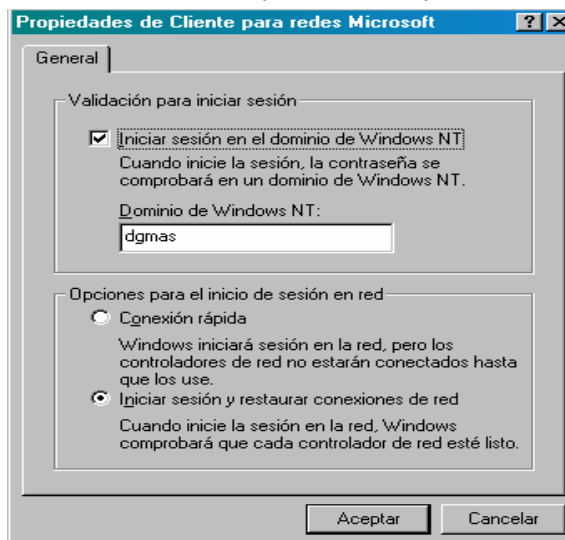 Propiedades de Cliente para redes Microsoft
General
Validación para iniciar sesión
Iniciar sesión en el dominio de Windows NT
Cuando inicie la sesión, la contraseña se
comprobará en un dominio de Windows NT.
Dominio de Windows NT:
dgmas
Opciones para el inicio de sesión en red
Conexión rápida
Windows iniciará sesión en la red, pero los
controladores de red no estarán conectados hasta
que los use.
Iniciar sesión y restaurar conexiones de red
Cuando inicie la sesión en la red, Windows
comprobará que cada controlador de red esté listo.
Aceptar Cancelar